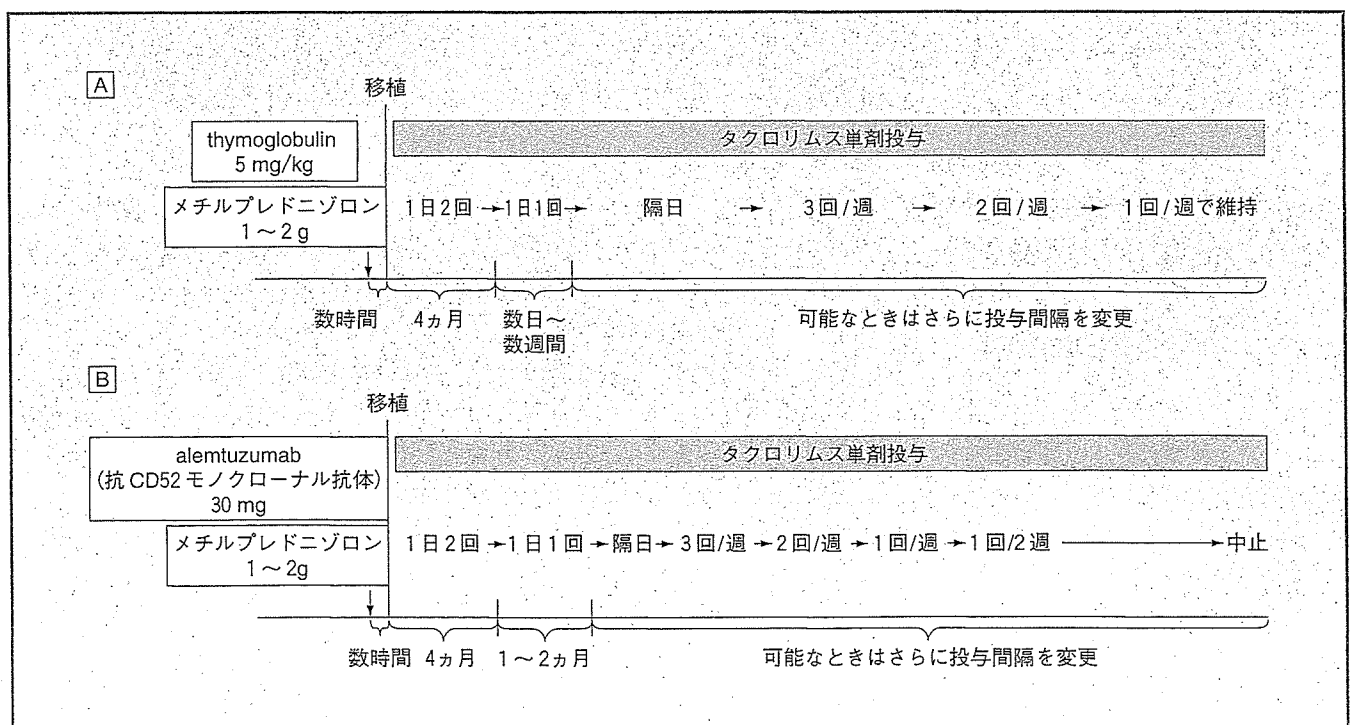 A
移植
thymoglobulin
5 mg/kg
タクロリムス単剤投与
メチルプレドニゾロン
1〜2 g
1日2回→1日1回→ 隔日 → 3回/週 → 2回/週 → 1回/週で維持
数時間 4ヵ月 数日〜
数週間
可能なときはさらに投与間隔を変更
B
移植
alemtuzumab
(抗CD52モノクローナル抗体)
30 mg
タクロリムス単剤投与
メチルプレドニゾロン
1〜2g
1日2回→1日1回→隔日→3回/週→2回/週→1回/週→1回/2週→中止
数時間 4ヵ月 1〜2ヵ月 可能なときはさらに投与間隔を変更